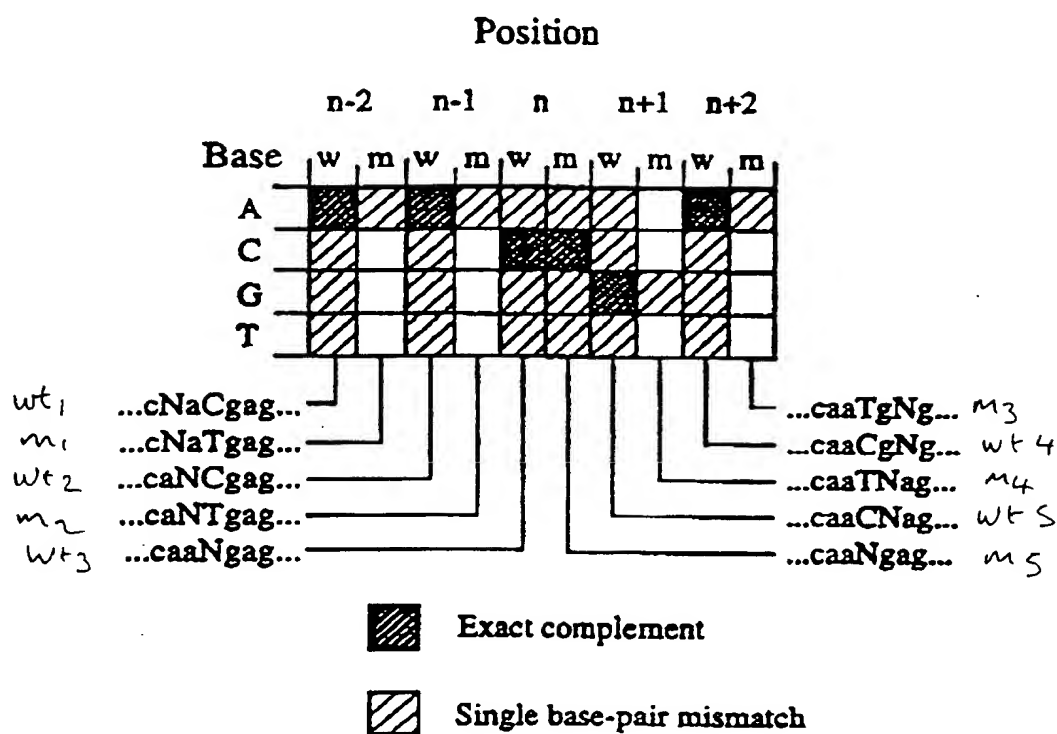 Position
n-2 n-1 n n+1 n+2
Base w m w m w m w m w m
A
C
G
T
wt1 ...cNaCgag...
m1 ...cNaTgag...
wt2 ...caNCgag...
m2 ...caNTgag...
wt3 ...caaNgag...
...caaTgNg... m3
...caaCgNg... wt4
...caaTNag... m4
...caaCNag... wt5
...caaNgag... m5
Exact complement
Single base-pair mismatch